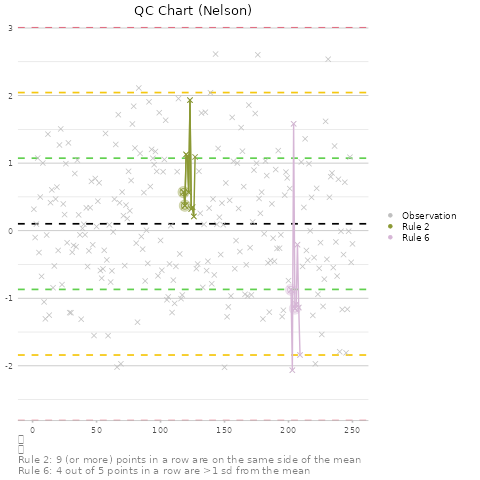 QC Chart (Nelson)
3
2
1
0
-1
-2
0
50
100
150
200
250
Observation
Rule 2
Rule 6
Rule 2: 9 (or more) points in a row are on the same side of the mean
Rule 6: 4 out of 5 points in a row are >1 sd from the mean